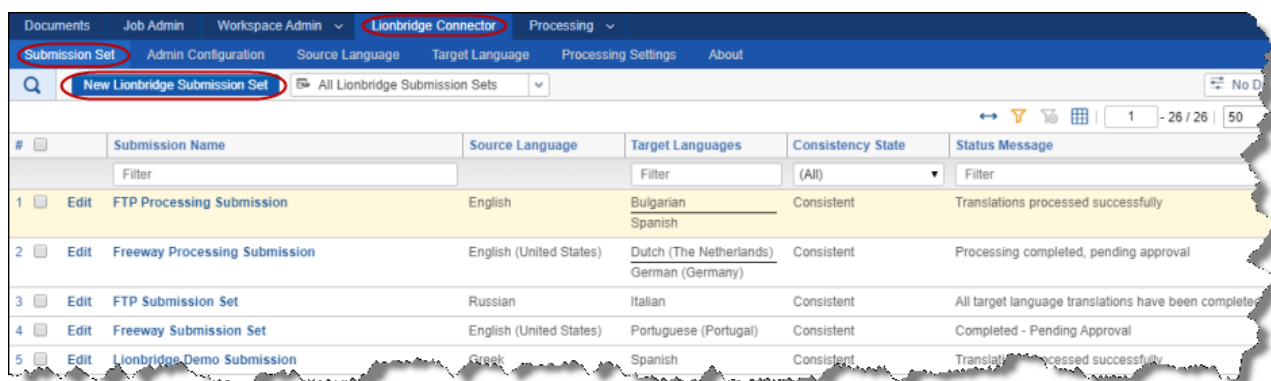 Documents Job Admin Workspace Admin Lionbridge Connector Processing
Submission Set Admin Configuration Source Language Target Language Processing Settings About
New Lionbridge Submission Set All Lionbridge Submission Sets No D
1 - 26 / 26 50
# Submission Name Source Language Target Languages Consistency State Status Message
Filter Filter (All) Filter
1 Edit FTP Processing Submission English Bulgarian Consistent Translations processed successfully
Spanish
2 Edit Freeway Processing Submission English (United States) Dutch (The Netherlands) Consistent Processing completed, pending approval
German (Germany)
3 Edit FTP Submission Set Russian Italian Consistent All target language translations have been completed
4 Edit Freeway Submission Set English (United States) Portuguese (Portugal) Consistent Completed - Pending Approval
5 Edit Lionbridge Demo Submission Greek Spanish Consistent processed successfully